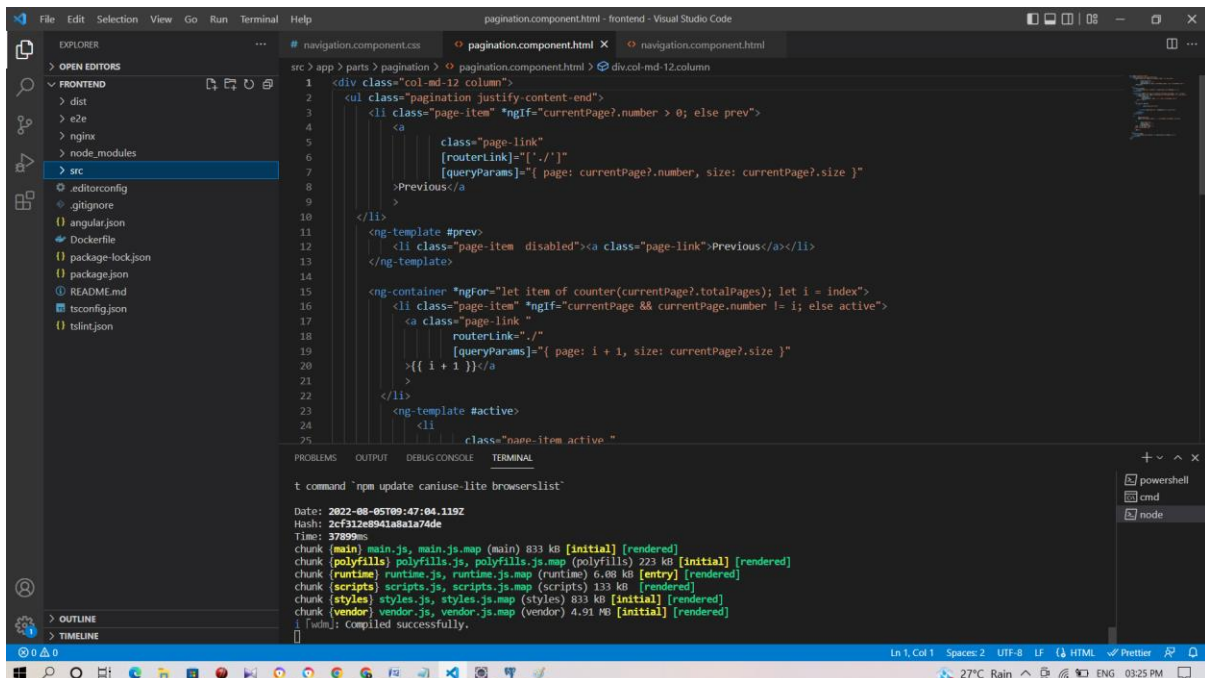 File Edit Selection View Go Run Terminal Help
pagination.component.html - frontend - Visual Studio Code
EXPLORER
OPEN EDITORS
FRONTEND
dist
e2e
nginx
node_modules
src
.editorconfig
.gitignore
angular.json
Dockerfile
package-lock.json
package.json
README.md
tsconfig.json
tslint.json
OUTLINE
TIMELINE
navigation.component.css pagination.component.html navigation.component.html
src > app > parts > pagination > pagination.component.html > div.col-md-12.column
1 <div class="col-md-12 column">
2 <ul class="pagination justify-content-end">
3 <li class="page-item" *ngIf="currentPage?.number > 0; else prev">
4 <a
5 class="page-link"
6 [routerLink]="['./']"
7 [queryParams]="{ page: currentPage?.number, size: currentPage?.size }"
8 >Previous</a
9 >
10 </li>
11 <ng-template #prev>
12 <li class="page-item  disabled"><a class="page-link">Previous</a></li>
13 </ng-template>
14
15 <ng-container *ngFor="let item of counter(currentPage?.totalPages); let i = index">
16 <li class="page-item" *ngIf="currentPage && currentPage.number != i; else active">
17 <a class="page-link "
18 routerLink="./"
19 [queryParams]="{ page: i + 1, size: currentPage?.size }"
20 >{{ i + 1 }}</a
21 >
22 </li>
23 <ng-template #active>
24 <li
25 class="page-item active "
PROBLEMS OUTPUT DEBUG CONSOLE TERMINAL
t command `npm update caniuse-lite browserslist`
Date: 2022-08-05T09:47:04.119Z
Hash: 2cf312e8941a8a1a74de
Time: 37899ms
chunk {main} main.js, main.js.map (main) 833 kB [initial] [rendered]
chunk {polyfills} polyfills.js, polyfills.js.map (polyfills) 223 kB [initial] [rendered]
chunk {runtime} runtime.js, runtime.js.map (runtime) 6.08 kB [entry] [rendered]
chunk {scripts} scripts.js, scripts.js.map (scripts) 133 kB  [rendered]
chunk {styles} styles.js, styles.js.map (styles) 833 kB [initial] [rendered]
chunk {vendor} vendor.js, vendor.js.map (vendor) 4.91 MB [initial] [rendered]
i ｢wdm｣: Compiled successfully.
powershell
cmd
node
0 0
Ln 1, Col 1 Spaces: 2 UTF-8 LF HTML Prettier
27°C Rain ENG 03:25 PM